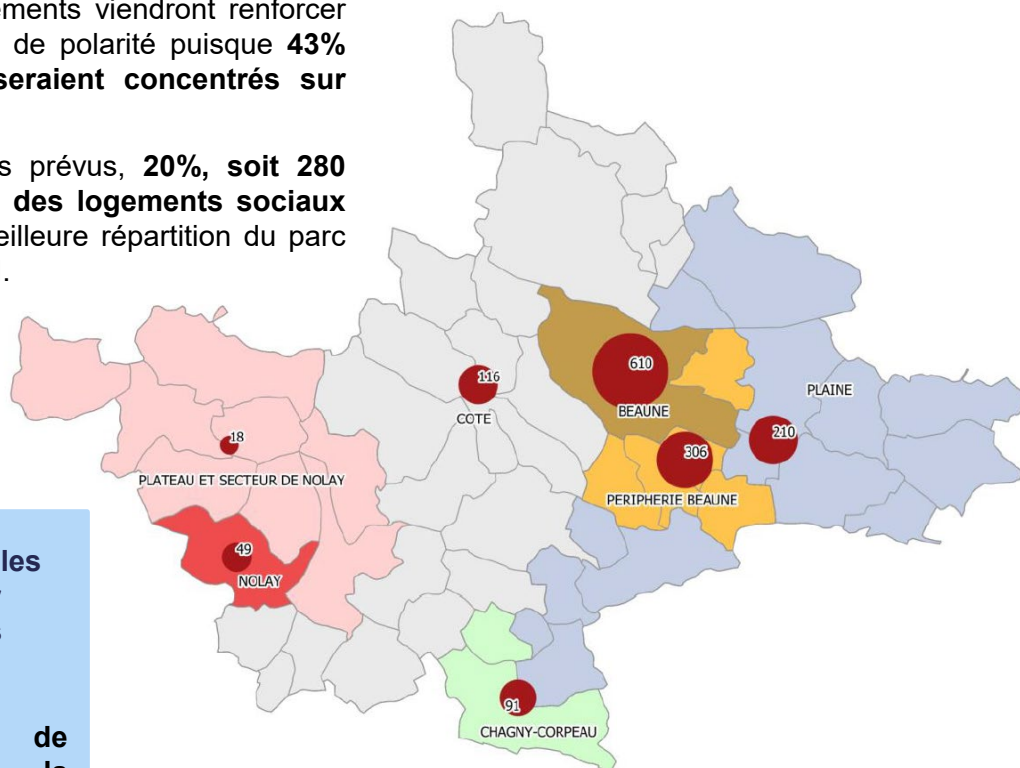 ements viendront renforcer
de polarité puisque 43%
seraient concentrés sur
s prévus, 20%, soit 280
des logements sociaux
eilleure répartition du parc
.
610
BEAUNE
PLAINE
116
COTE
210
306
PERIPHERIE BEAUNE
18
PLATEAU ET SECTEUR DE NOLAY
49
NOLAY
91
CHAGNY-CORPEAU
les
de